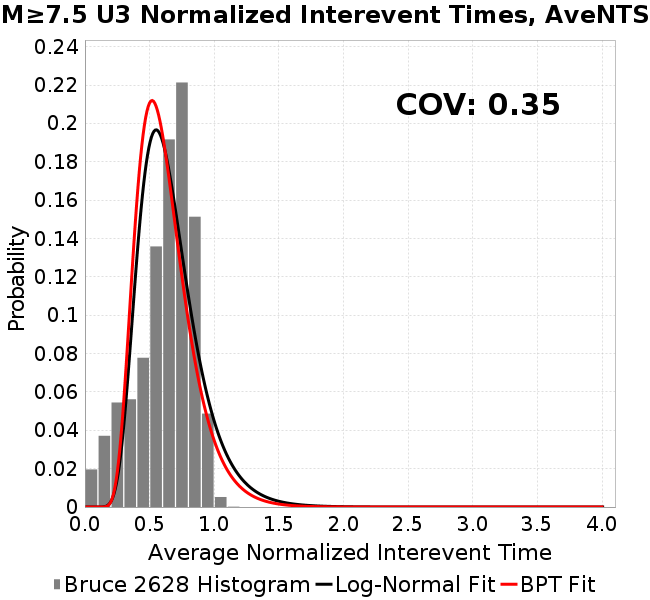 M≥7.5 U3 Normalized Interevent Times, AveNTS
COV: 0.35
Probability
0.24
0.22
0.2
0.18
0.16
0.14
0.12
0.1
0.08
0.06
0.04
0.02
0
0.0 0.5 1.0 1.5 2.0 2.5 3.0 3.5 4.0
Average Normalized Interevent Time
Bruce 2628 Histogram Log-Normal Fit BPT Fit